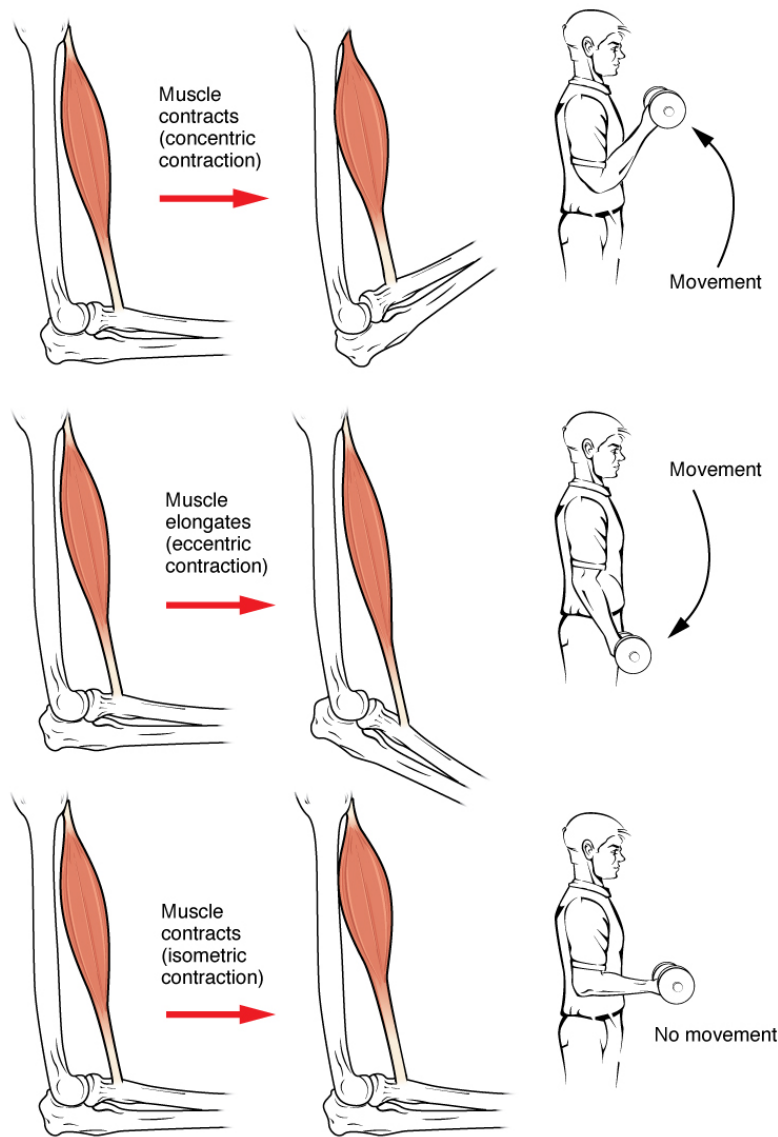 Muscle
contracts
(concentric
contraction)
Movement
Muscle
elongates
(eccentric
contraction)
Movement
Muscle
contracts
(isometric
contraction)
No movement